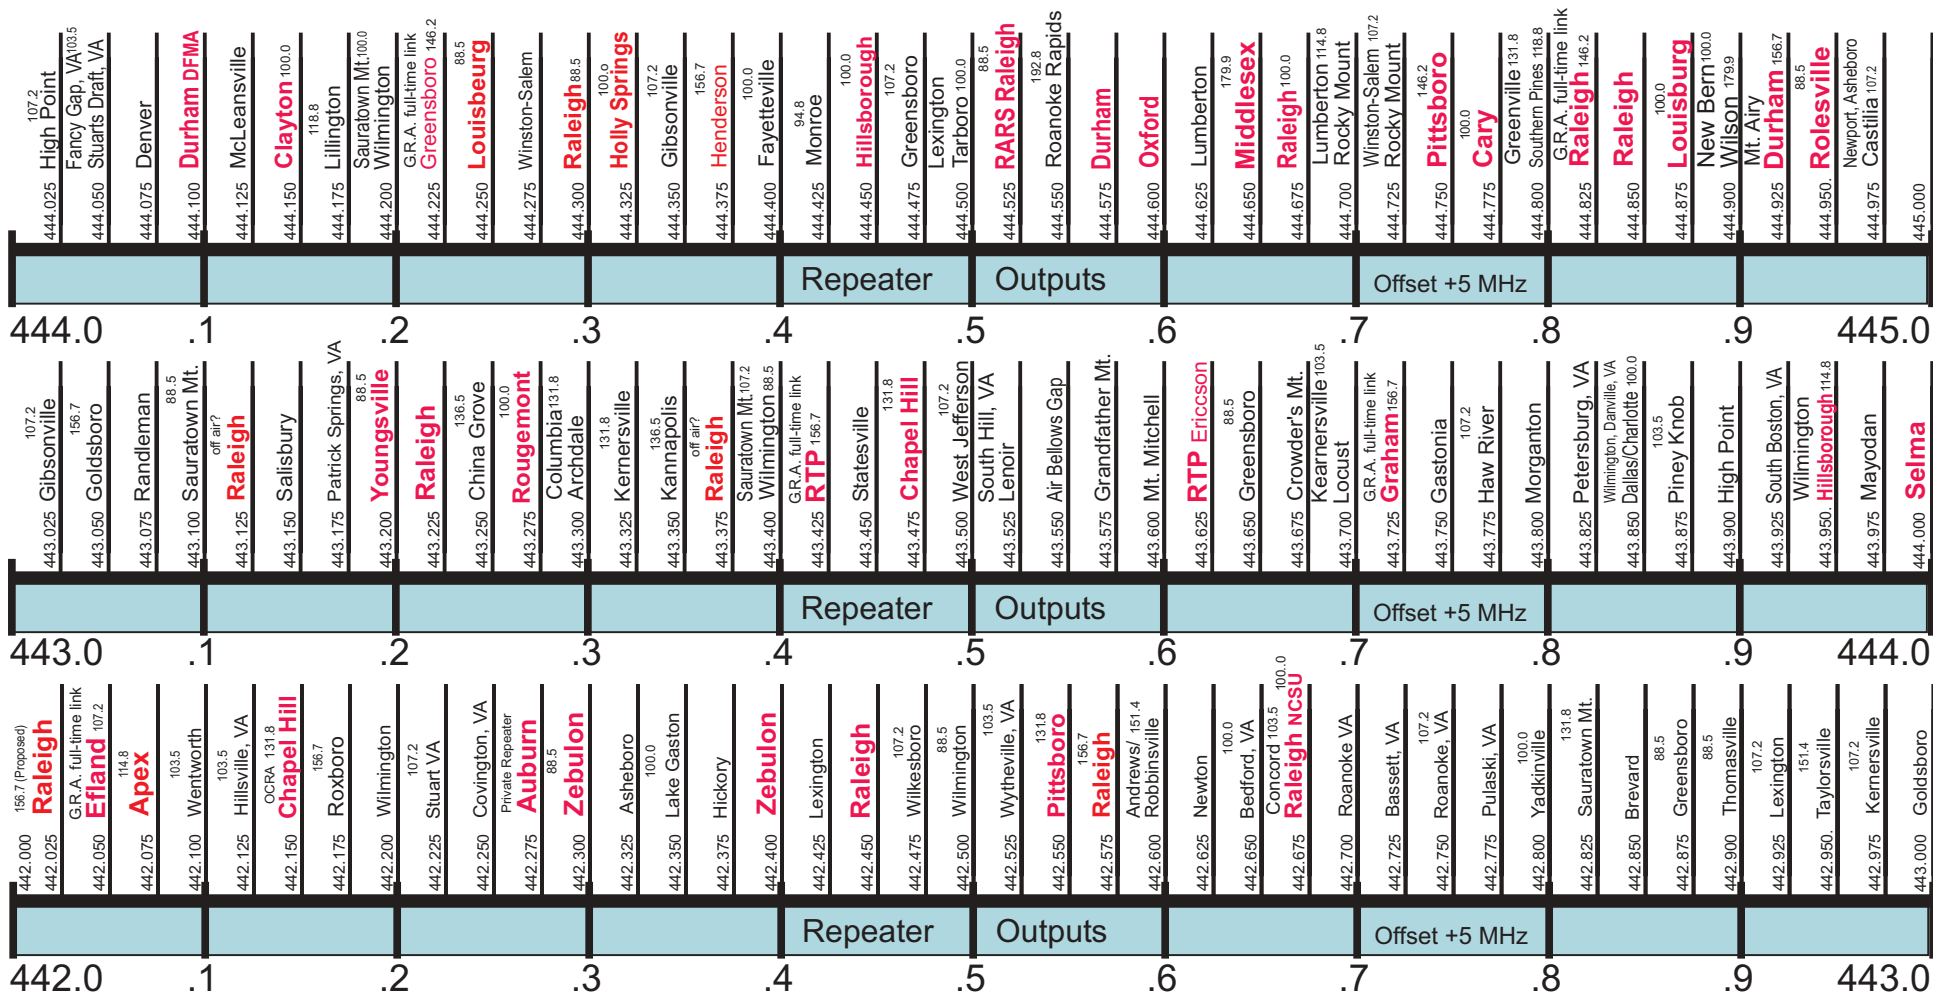 107.2
444.025 High Point
Fancy Gap, VA 103.5
444.050 Stuarts Draft, VA
444.075 Denver
444.100 Durham DFMA
444.125 McLeansville
444.150 Clayton 100.0
118.8
444.175 Lillington
Sauratown Mt. 100.0
444.200 Wilmington
G.R.A. full-time link
444.225 Greensboro 146.2
88.5
444.250 Louisbeurg
444.275 Winston-Salem
444.300 Raleigh 88.5
100.o
444.325 Holly Springs
107.2
444.350 Gibsonville
156.7
444.375 Henderson
100.0
444.400 Fayetteville
94.8
444.425 Monroe
100.0
444.450 Hillsborough
107.2
444.475 Greensboro
Lexington
444.500 Tarboro 100.0
88.5
444.525 RARS Raleigh
192.8
444.550 Roanoke Rapids
444.575 Durham
444.600 Oxford
444.625 Lumberton
179.9
444.650 Middlesex
444.675 Raleigh 100.0
Lumberton 114.8
444.700 Rocky Mount
Winston-Salem 107.2
444.725 Rocky Mount
146.2
444.750 Pittsboro
100.0
444.775 Cary
Greenville 131.8
444.800 Southern Pines 118.8
G.R.A. full-time link
444.825 Raleigh 146.2
444.850 Raleigh
100.0
444.875 Louisburg
New Bern 100.0
444.900 Wilson 179.9
Mt. Airy
444.925 Durham 156.7
88.5
444.950. Rolesville
Newport, Asheboro
444.975 Castilia 107.2
445.000
Repeater Outputs Offset +5 MHz
444.0 .1 .2 .3 .4 .5 .6 .7 .8 .9 445.0
107.2
443.025 Gibsonville
156.7
443.050 Goldsboro
443.075 Randleman
88.5
443.100 Sauratown Mt.
off air?
443.125 Raleigh
443.150 Salisbury
443.175 Patrick Springs, VA
88.5
443.200 Youngsville
443.225 Raleigh
136.5
443.250 China Grove
100.0
443.275 Rougemont
Columbia 131.8
443.300 Archdale
131.8
443.325 Kernersville
136.5
443.350 Kannapolis
off air?
443.375 Raleigh
Sauratown Mt. 107.2
443.400 Wilmington 88.5
G.R.A. full-time link
443.425 RTP 156.7
443.450 Statesville
131.8
443.475 Chapel Hill
107.2
443.500 West Jefferson
South Hill, VA
443.525 Lenoir
443.550 Air Bellows Gap
443.575 Grandfather Mt.
443.600 Mt. Mitchell
443.625 RTP Ericcson
88.5
443.650 Greensboro
443.675 Crowder's Mt.
Kearnersville 103.5
443.700 Locust
G.R.A. full-time link
443.725 Graham 156.7
443.750 Gastonia
107.2
443.775 Haw River
443.800 Morganton
443.825 Petersburg, VA
Wilmington, Danville, VA
443.850 Dallas/Charlotte 100.0
103.5
443.875 Piney Knob
443.900 High Point
443.925 South Boston, VA
Wilmington
443.950. Hillsborough 114.8
443.975 Mayodan
444.000 Selma
Repeater Outputs Offset +5 MHz
443.0 .1 .2 .3 .4 .5 .6 .7 .8 .9 444.0
442.000 156.7 (Proposed)
442.025 Raleigh
G.R.A. full-time link
442.050 Efland 107.2
114.8
442.075 Apex
103.5
442.100 Wentworth
103.5
442.125 Hillsville, VA
OCRA 131.8
442.150 Chapel Hill
156.7
442.175 Roxboro
442.200 Wilmington
107.2
442.225 Stuart VA
442.250 Covington, VA
Private Repeater
442.275 Auburn
88.5
442.300 Zebulon
442.325 Asheboro
100.0
442.350 Lake Gaston
442.375 Hickory
442.400 Zebulon
442.425 Lexington
442.450 Raleigh
107.2
442.475 Wilkesboro
88.5
442.500 Wilmington
103.5
442.525 Wytheville, VA
131.8
442.550 Pittsboro
156.7
442.575 Raleigh
Andrews/ 151.4
442.600 Robbinsville
442.625 Newton
100.0
442.650 Bedford, VA
Concord 103.5
100..0
442.675 Raleigh NCSU
442.700 Roanoke VA
442.725 Bassett, VA
107.2
442.750 Roanoke, VA
442.775 Pulaski, VA
100.0
442.800 Yadkinville
131.8
442.825 Sauratown Mt.
442.850 Brevard
88.5
442.875 Greensboro
88.5
442.900 Thomasville
107.2
442.925 Lexington
151.4
442.950. Taylorsville
107.2
442.975 Kernersville
443.000 Goldsboro
Repeater Outputs Offset +5 MHz
442.0 .1 .2 .3 .4 .5 .6 .7 .8 .9 443.0